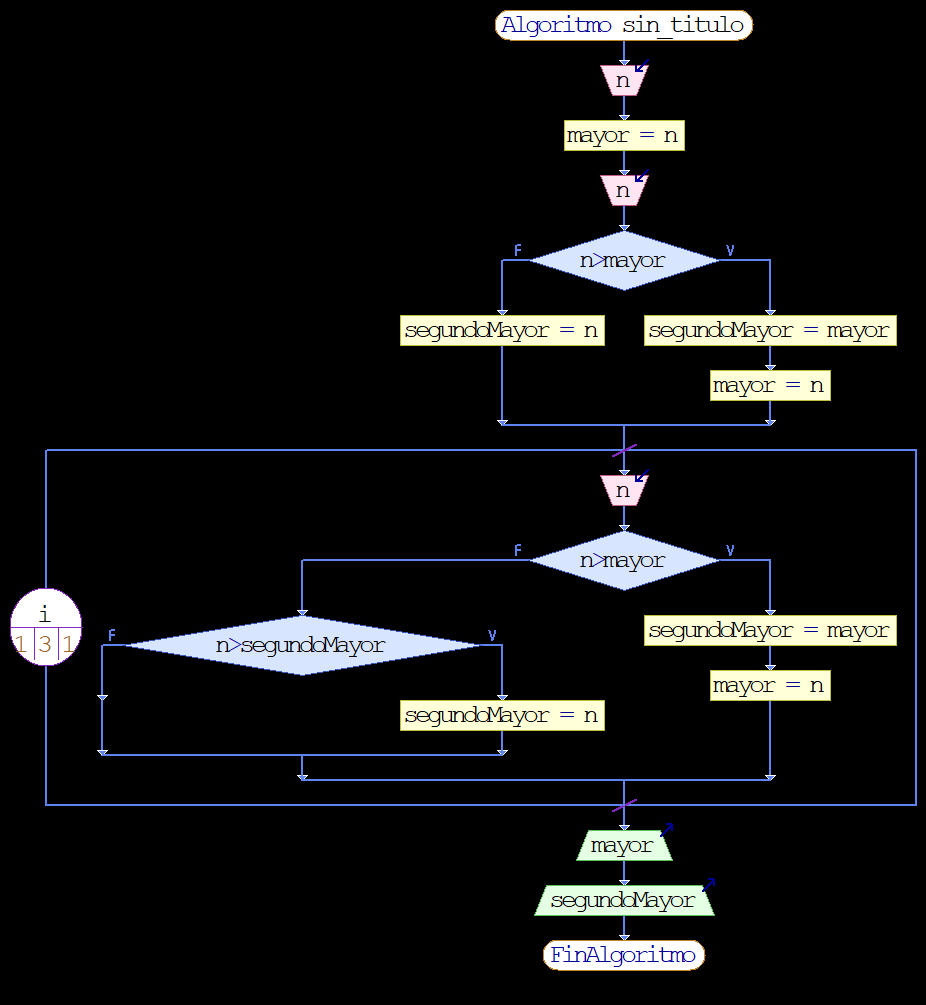 Algoritmo sin_titulo
n
mayor = n
n
F
n>mayor
V
segundoMayor = n
segundoMayor = mayor
mayor = n
n
F
n>mayor
V
i
1 3 1
F
n>segundoMayor
V
segundoMayor = mayor
mayor = n
segundoMayor = n
mayor
segundoMayor
FinAlgoritmo